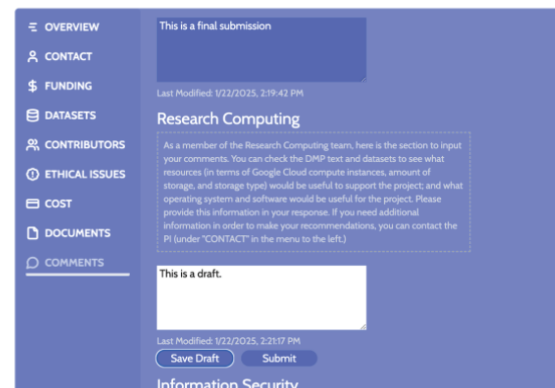 OVERVIEW
CONTACT
$ FUNDING
DATASETS
CONTRIBUTORS
ETHICAL ISSUES
COST
DOCUMENTS
COMMENTS
This is a final submission
Last Modified: 1/22/2025, 2:19:42 PM
Research Computing
As a member of the Research Computing team, here is the section to input
your comments. You can check the DMP text and datasets to see what
resources (in terms of Google Cloud compute instances, amount of
storage, and storage type) would be useful to support the project; and what
operating system and software would be useful for the project. Please
provide this information in your response. If you need additional
information in order to make your recommendations, you can contact the
PI (under "CONTACT" in the menu to the left.)
This is a draft.
Last Modified: 1/22/2025, 2:21:17 PM
Save Draft Submit
Information Security